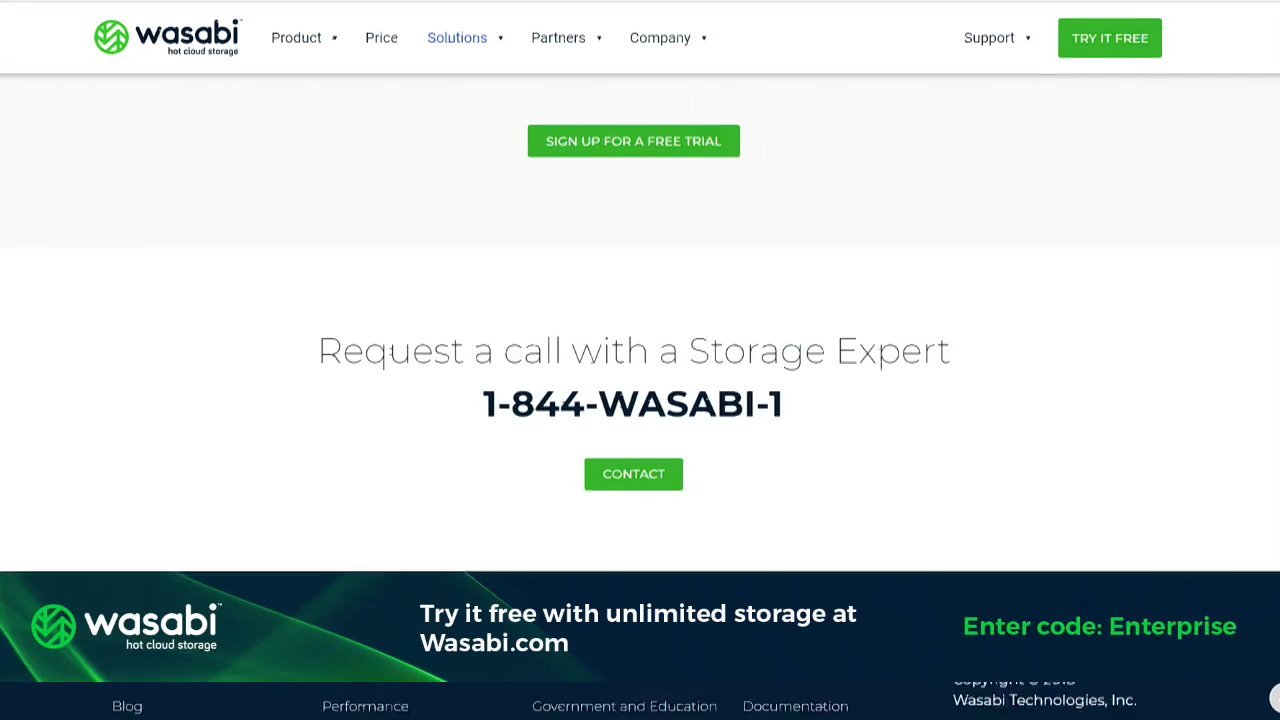 wasabi
hot cloud storage
Product Price Solutions Partners Company Support TRY IT FREE
SIGN UP FOR A FREE TRIAL
Request a call with a Storage Expert
1-844-WASABI-1
CONTACT
wasabi
hot cloud storage
Try it free with unlimited storage at
Wasabi.com
Enter code: Enterprise
Copyright ©
Wasabi Technologies, Inc.
Blog Performance Government and Education Documentation